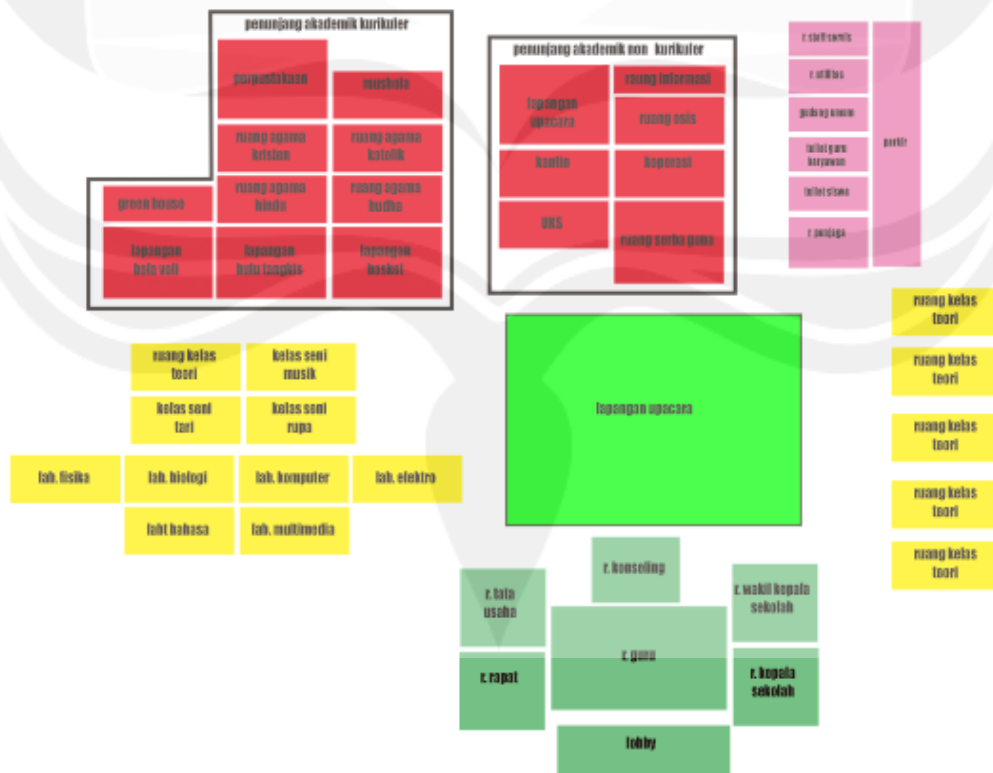 penunjang akademik kurikuler
perpustakaan
mushola
ruang agama
kristen
ruang agama
katolik
green house
ruang agama
hindu
ruang agama
budha
lapangan
bola voli
lapangan
bulu tangkis
lapangan
basket
penunjang akademik non kurikuler
lapangan
upacara
raung informasi
ruang osis
kantin
koperasi
UKS
ruang serba guna
r. staff servis
r. utilitas
gudang umum
toilet guru
karyawan
toilet siswa
r. penjaga
parkir
ruang kelas
teori
kelas seni
musik
kelas seni
tari
kelas seni
rupa
lab. fisika
lab. biologi
lab. komputer
lab. elektro
labt bahasa
lab. multimedia
lapangan upacara
ruang kelas
teori
ruang kelas
teori
ruang kelas
teori
ruang kelas
teori
ruang kelas
teori
r. konseling
r. tata
usaha
r. wakil kepala
sekolah
r. guru
r. rapat
r. kepala
sekolah
lobby